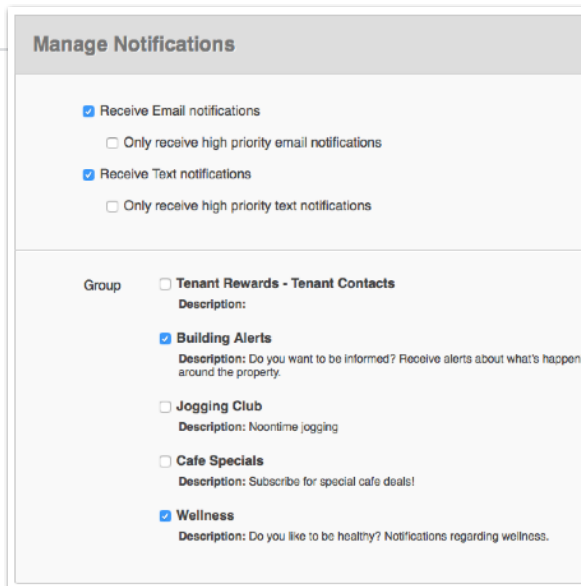 Manage Notifications
Receive Email notifications
Only receive high priority email notifications
Receive Text notifications
Only receive high priority text notifications
Group
Tenant Rewards - Tenant Contacts
Description:
Building Alerts
Description: Do you want to be informed? Receive alerts about what's happen
around the property.
Jogging Club
Description: Noontime jogging
Cafe Specials
Description: Subscribe for special cafe deals!
Wellness
Description: Do you like to be healthy? Notifications regarding wellness.